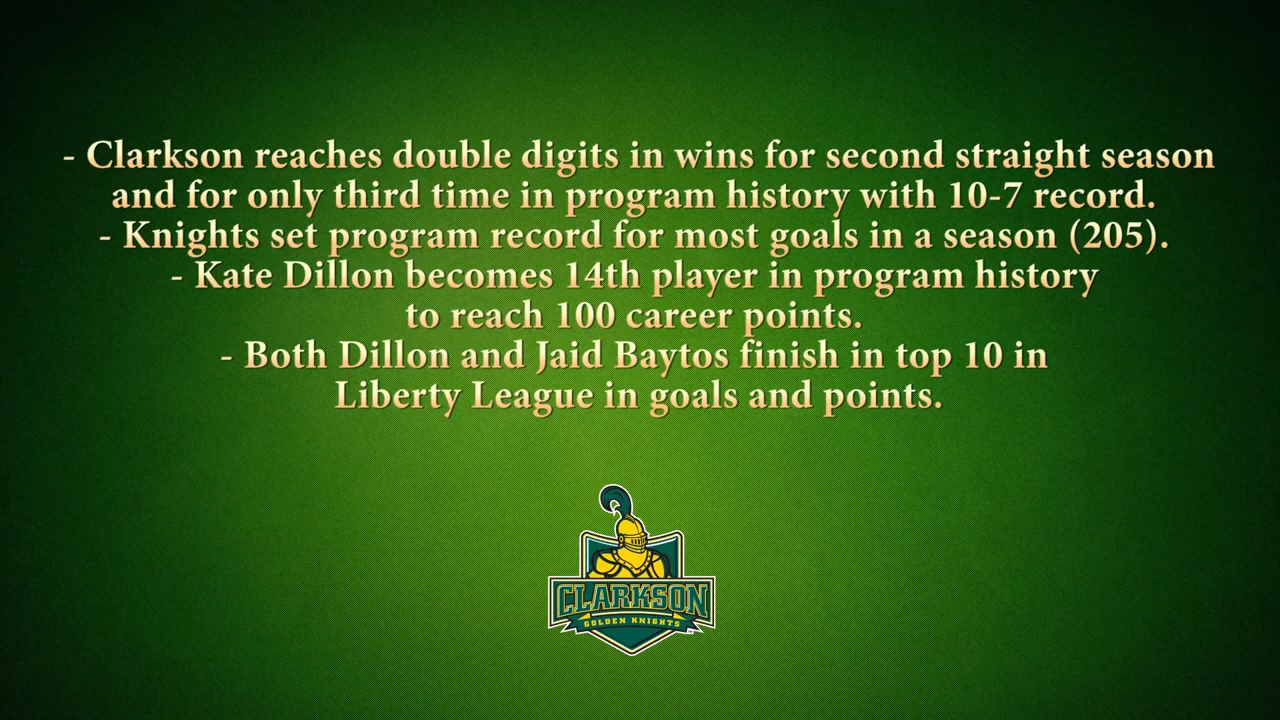 - Clarkson reaches double digits in wins for second straight season
and for only third time in program history with 10-7 record.
- Knights set program record for most goals in a season (205).
- Kate Dillon becomes 14th player in program history
to reach 100 career points.
- Both Dillon and Jaid Baytos finish in top 10 in
Liberty League in goals and points.
CLARKSON
GOLDEN KNIGHTS